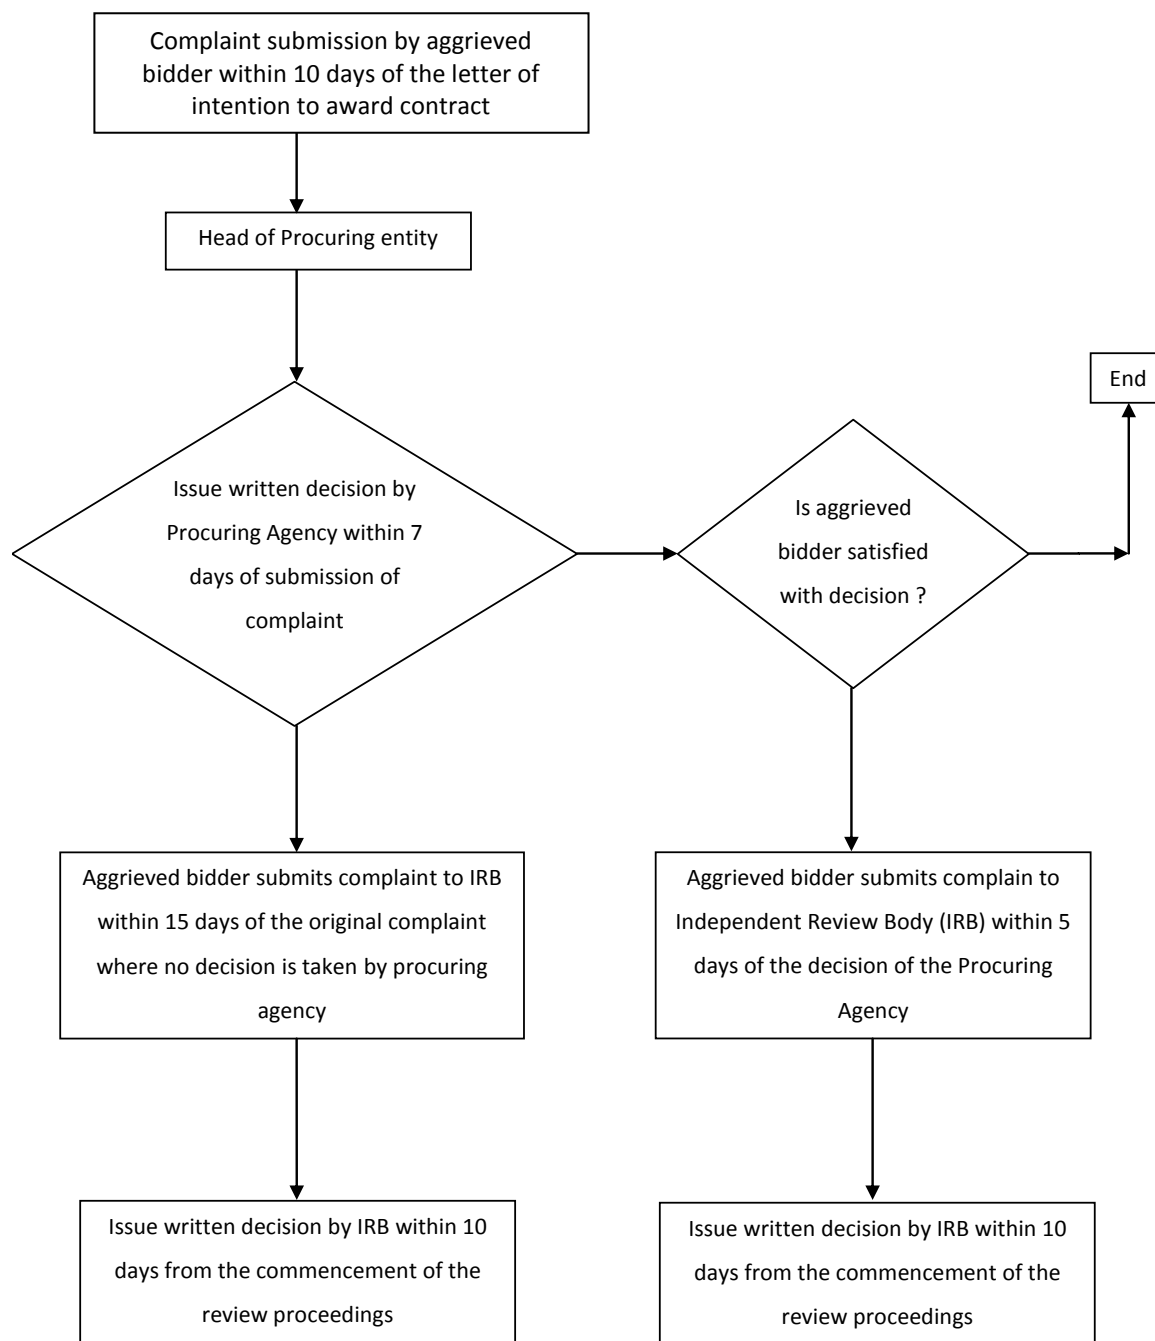 Complaint submission by aggrieved
bidder within 10 days of the letter of
intention to award contract
Head of Procuring entity
End
Issue written decision by
Procuring Agency within 7
days of submission of
complaint
Is aggrieved
bidder satisfied
with decision ?
Aggrieved bidder submits complaint to IRB
within 15 days of the original complaint
where no decision is taken by procuring
agency
Aggrieved bidder submits complain to
Independent Review Body (IRB) within 5
days of the decision of the Procuring
Agency
Issue written decision by IRB within 10
days from the commencement of the
review proceedings
Issue written decision by IRB within 10
days from the commencement of the
review proceedings